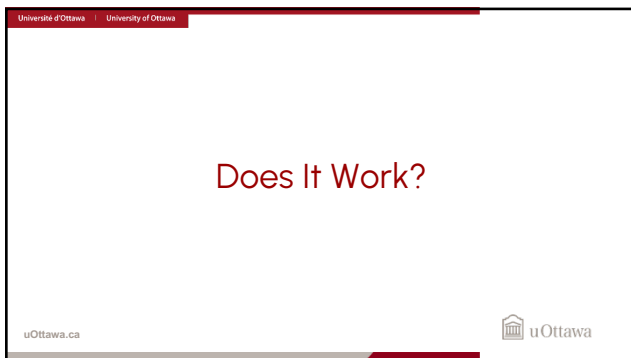 Université d'Ottawa | University of Ottawa
Does It Work?
uOttawa.ca
uOttawa